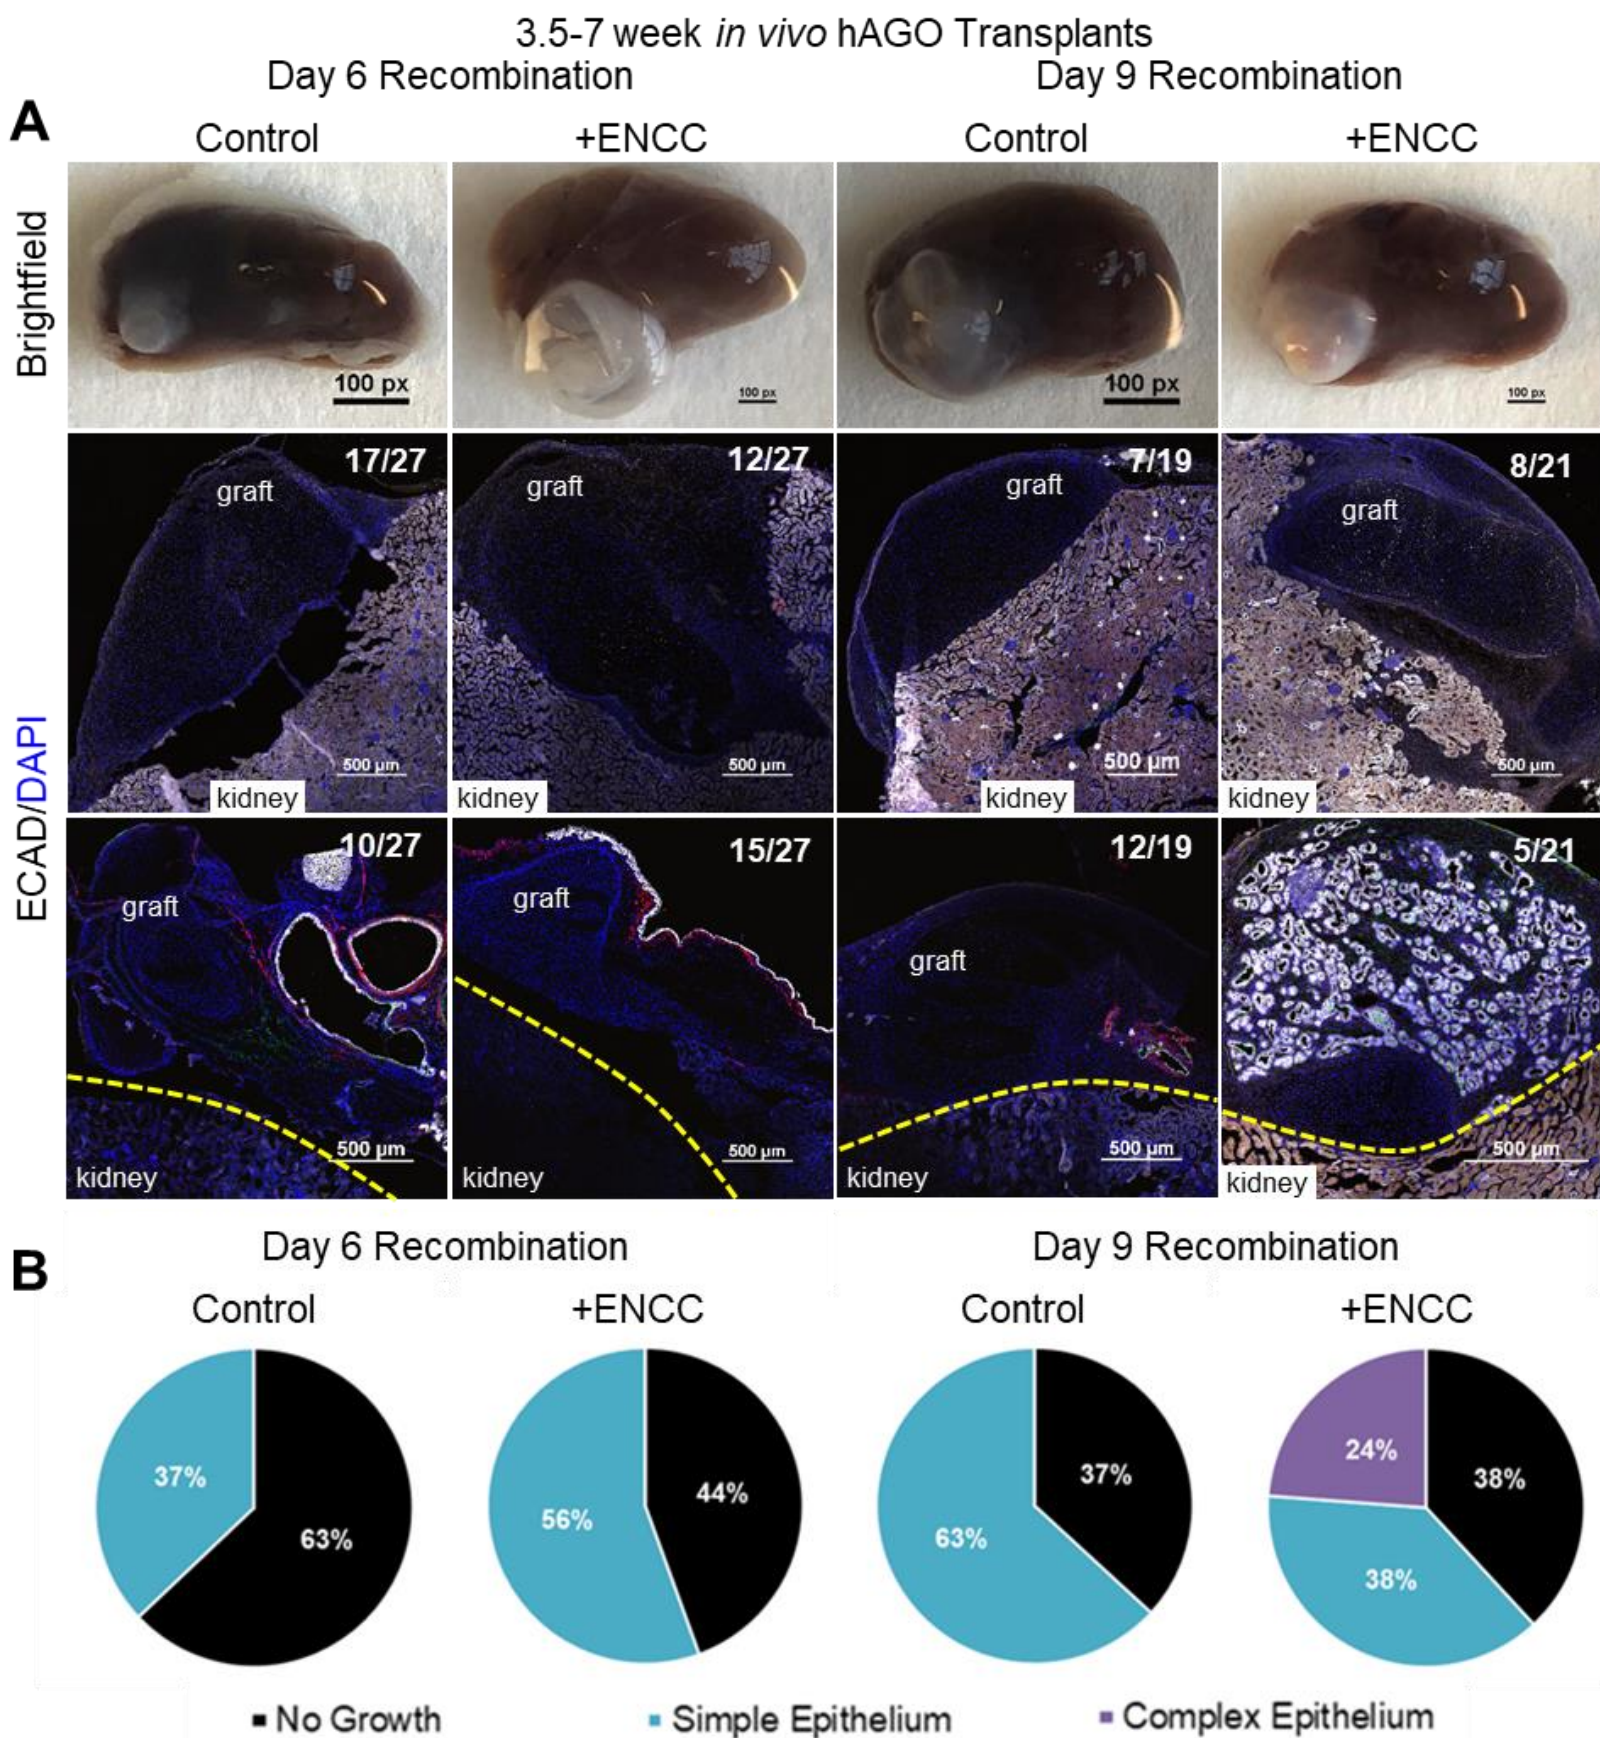 3.5-7 week in vivo hAGO Transplants
Day 6 Recombination Day 9 Recombination
A
Control +ENCC Control +ENCC
Brightfield
100 px 100 px 100 px 100 px
ECAD/DAPI
17/27 12/27 7/19 8/21
graft graft graft graft
500 µm 500 µm 500 µm 500 µm
kidney kidney kidney kidney
10/27 15/27 12/19 5/21
graft graft graft
500 µm 500 µm 500 µm 500 µm
kidney kidney kidney kidney
B
Day 6 Recombination Day 9 Recombination
Control +ENCC Control +ENCC
37% 63% 56% 44% 63% 37% 24% 38% 38%
No Growth Simple Epithelium Complex Epithelium